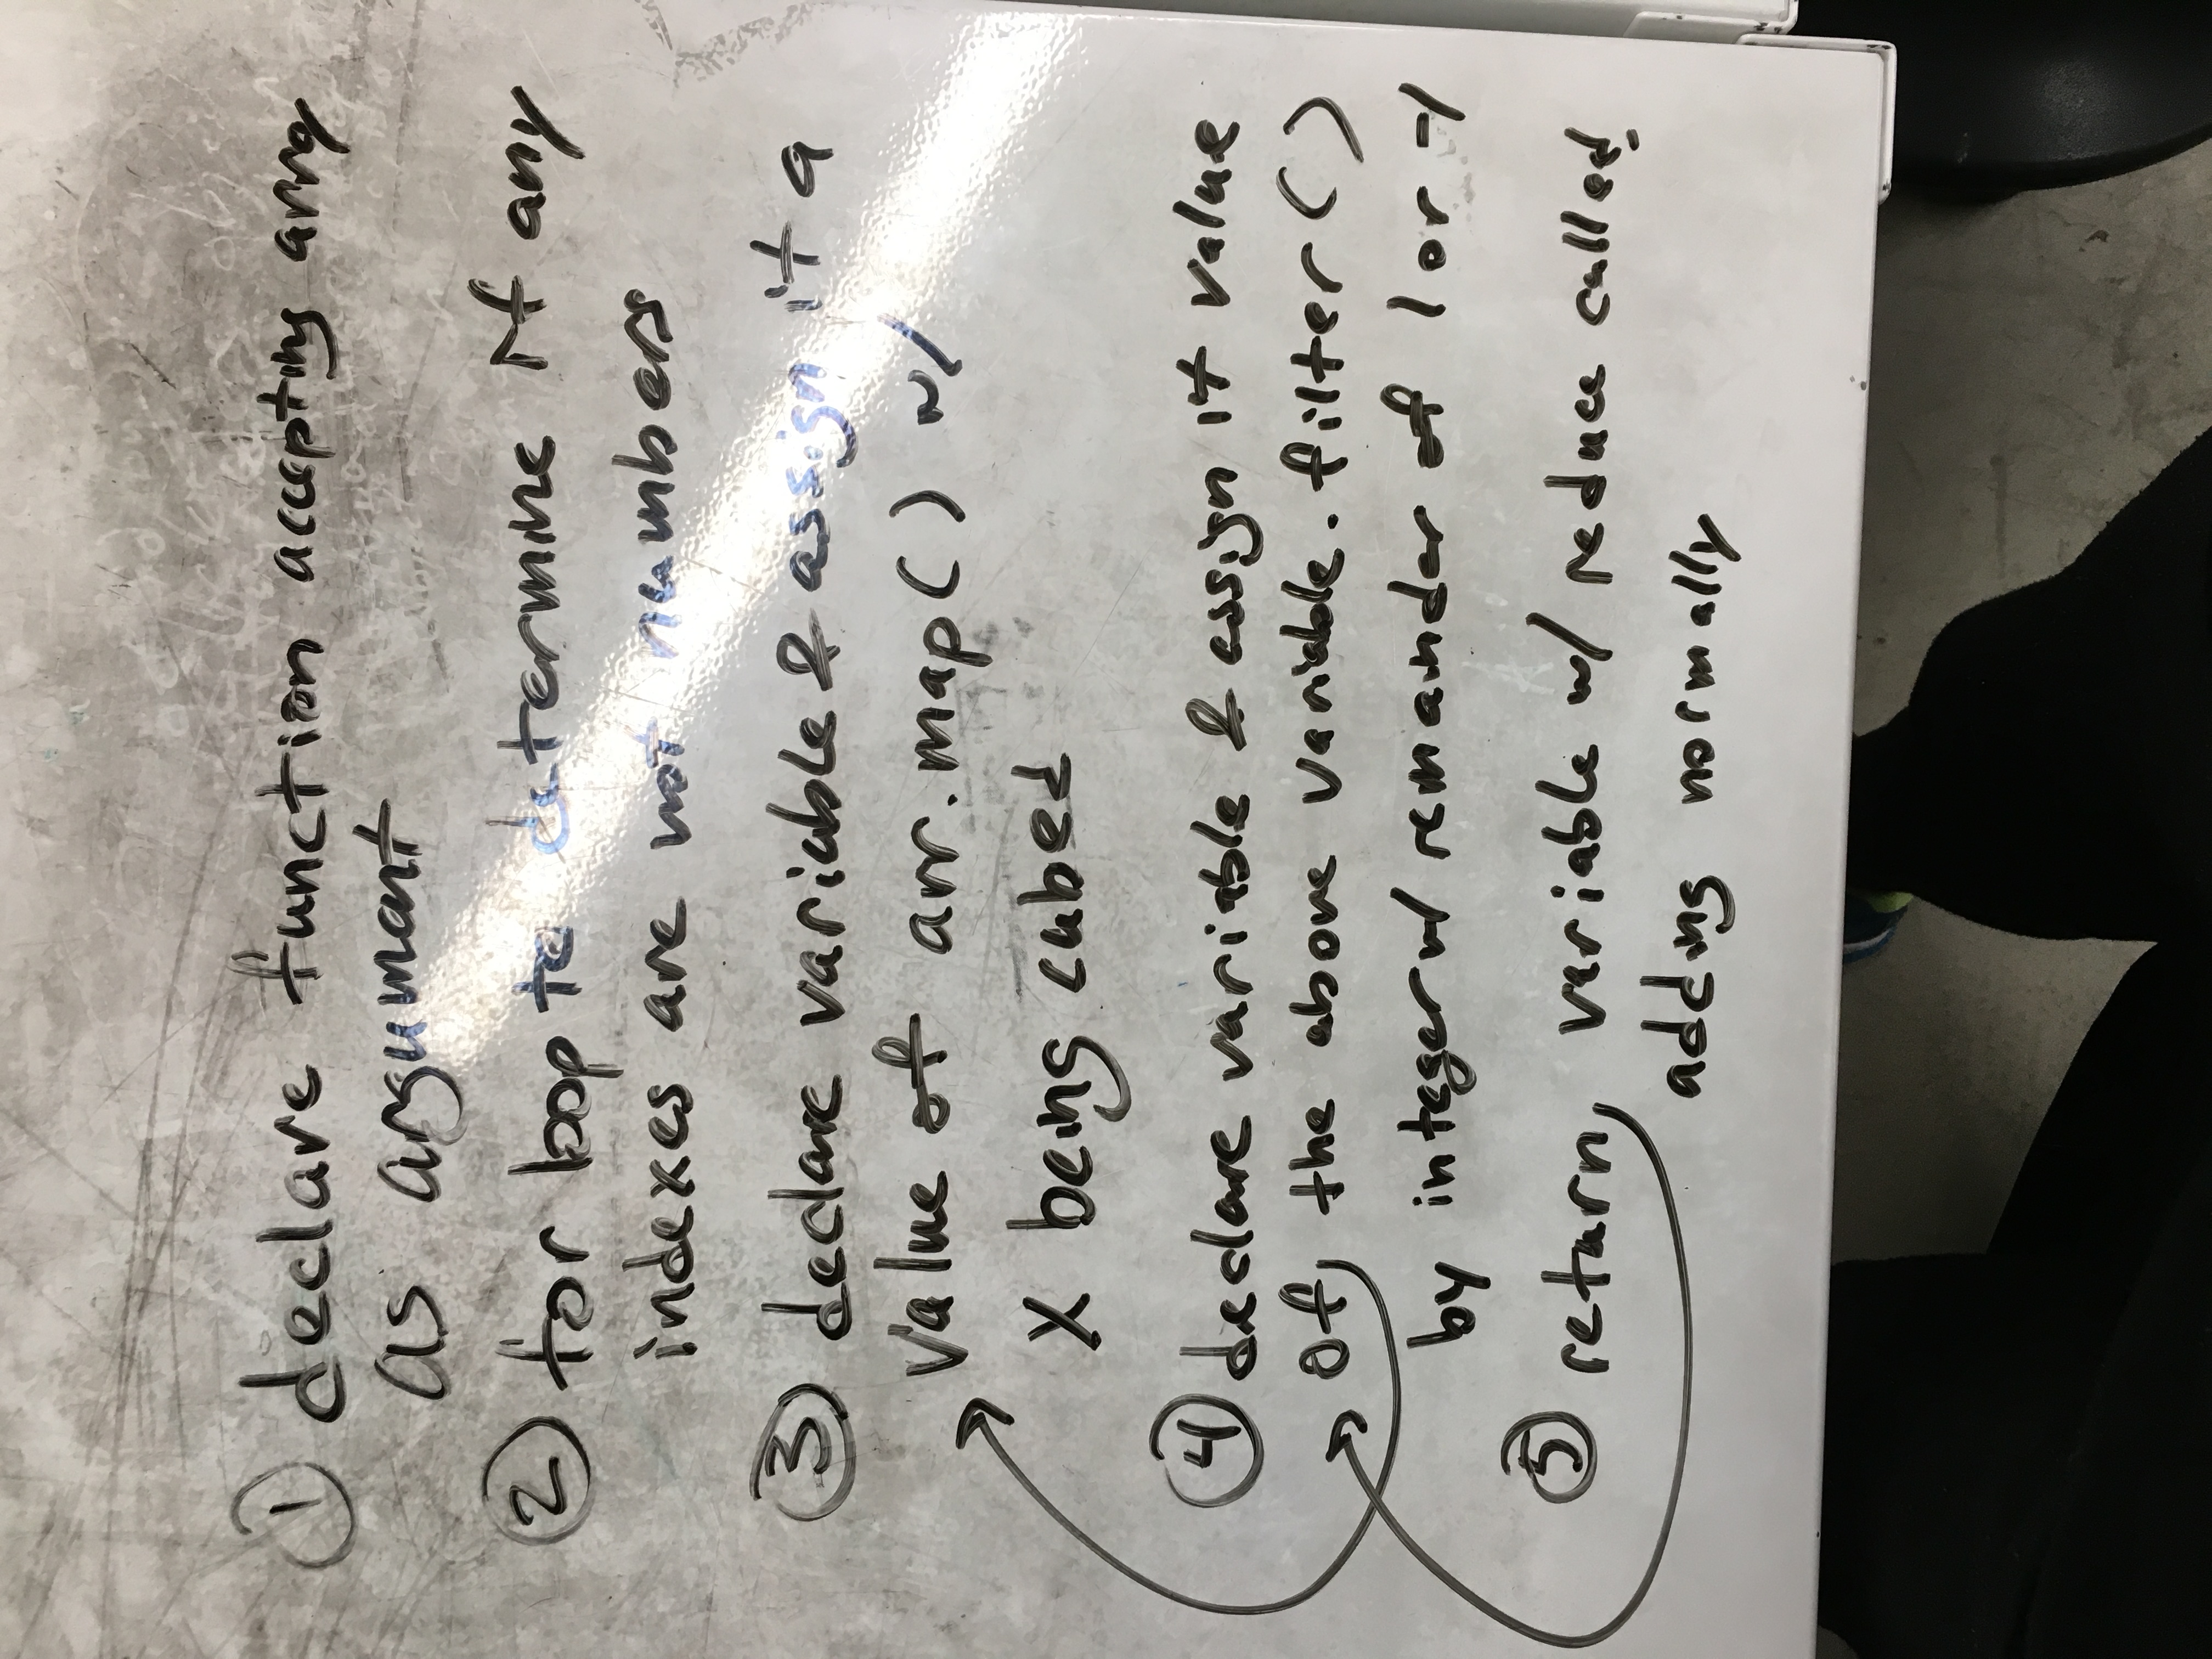 ① declare function accepting array
as argument
② for loop to determine if any
indexes are not numbers
③ declare variable & assign it a
value of arr.map() w/
X being cubed
④ declare variable & assign it value
of, the above variable.filter()
by integer w/ remainder of 1 or -1
⑤ return, variable w/ reduce called.
adding normally